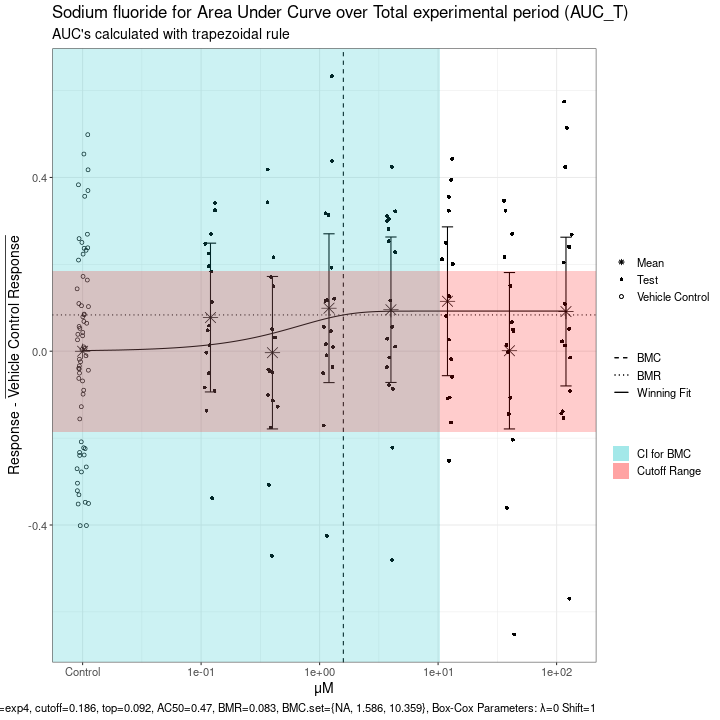 Sodium fluoride for Area Under Curve over Total experimental period (AUC_T)
AUC's calculated with trapezoidal rule
Response - Vehicle Control Response
0.4
0.0
-0.4
Control
1e-01
1e+00
1e+01
1e+02
μM
Mean
Test
Vehicle Control
BMC
BMR
Winning Fit
CI for BMC
Cutoff Range
=exp4, cutoff=0.186, top=0.092, AC50=0.47, BMR=0.083, BMC.set={NA, 1.586, 10.359}, Box-Cox Parameters: λ=0 Shift=1